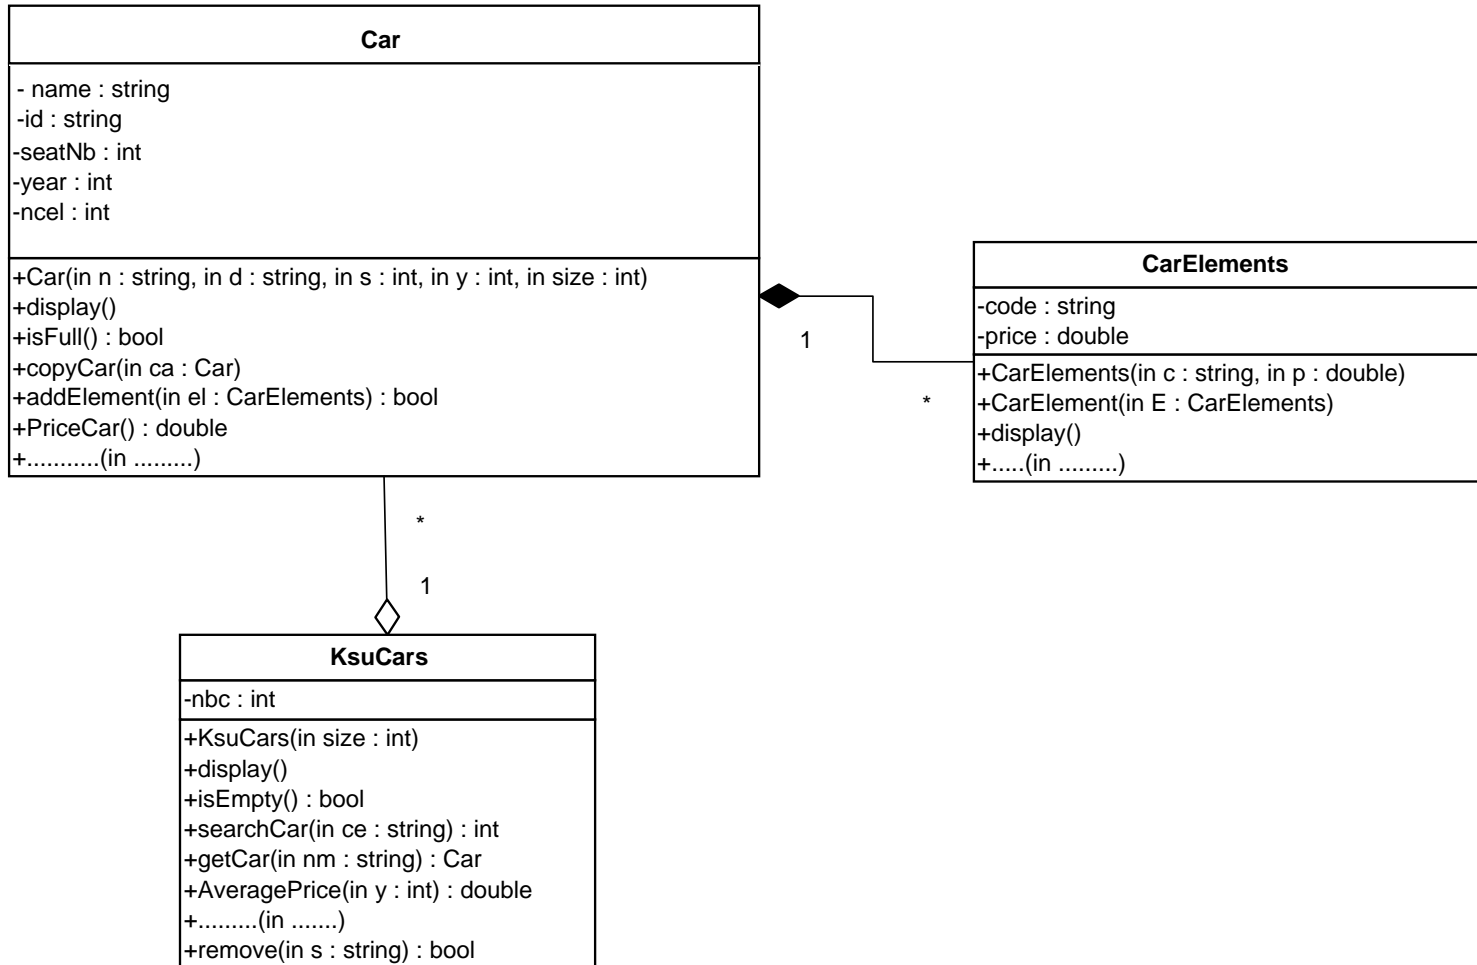 Car
- name : string
-id : string
-seatNb : int
-year : int
-ncel : int
+Car(in n : string, in d : string, in s : int, in y : int, in size : int)
+display()
+isFull() : bool
+copyCar(in ca : Car)
+addElement(in el : CarElements) : bool
+PriceCar() : double
+...........(in .........)
1
*
CarElements
-code : string
-price : double
+CarElements(in c : string, in p : double)
+CarElement(in E : CarElements)
+display()
+.....(in .........)
*
1
KsuCars
-nbc : int
+KsuCars(in size : int)
+display()
+isEmpty() : bool
+searchCar(in ce : string) : int
+getCar(in nm : string) : Car
+AveragePrice(in y : int) : double
+.........(in .......)
+remove(in s : string) : bool